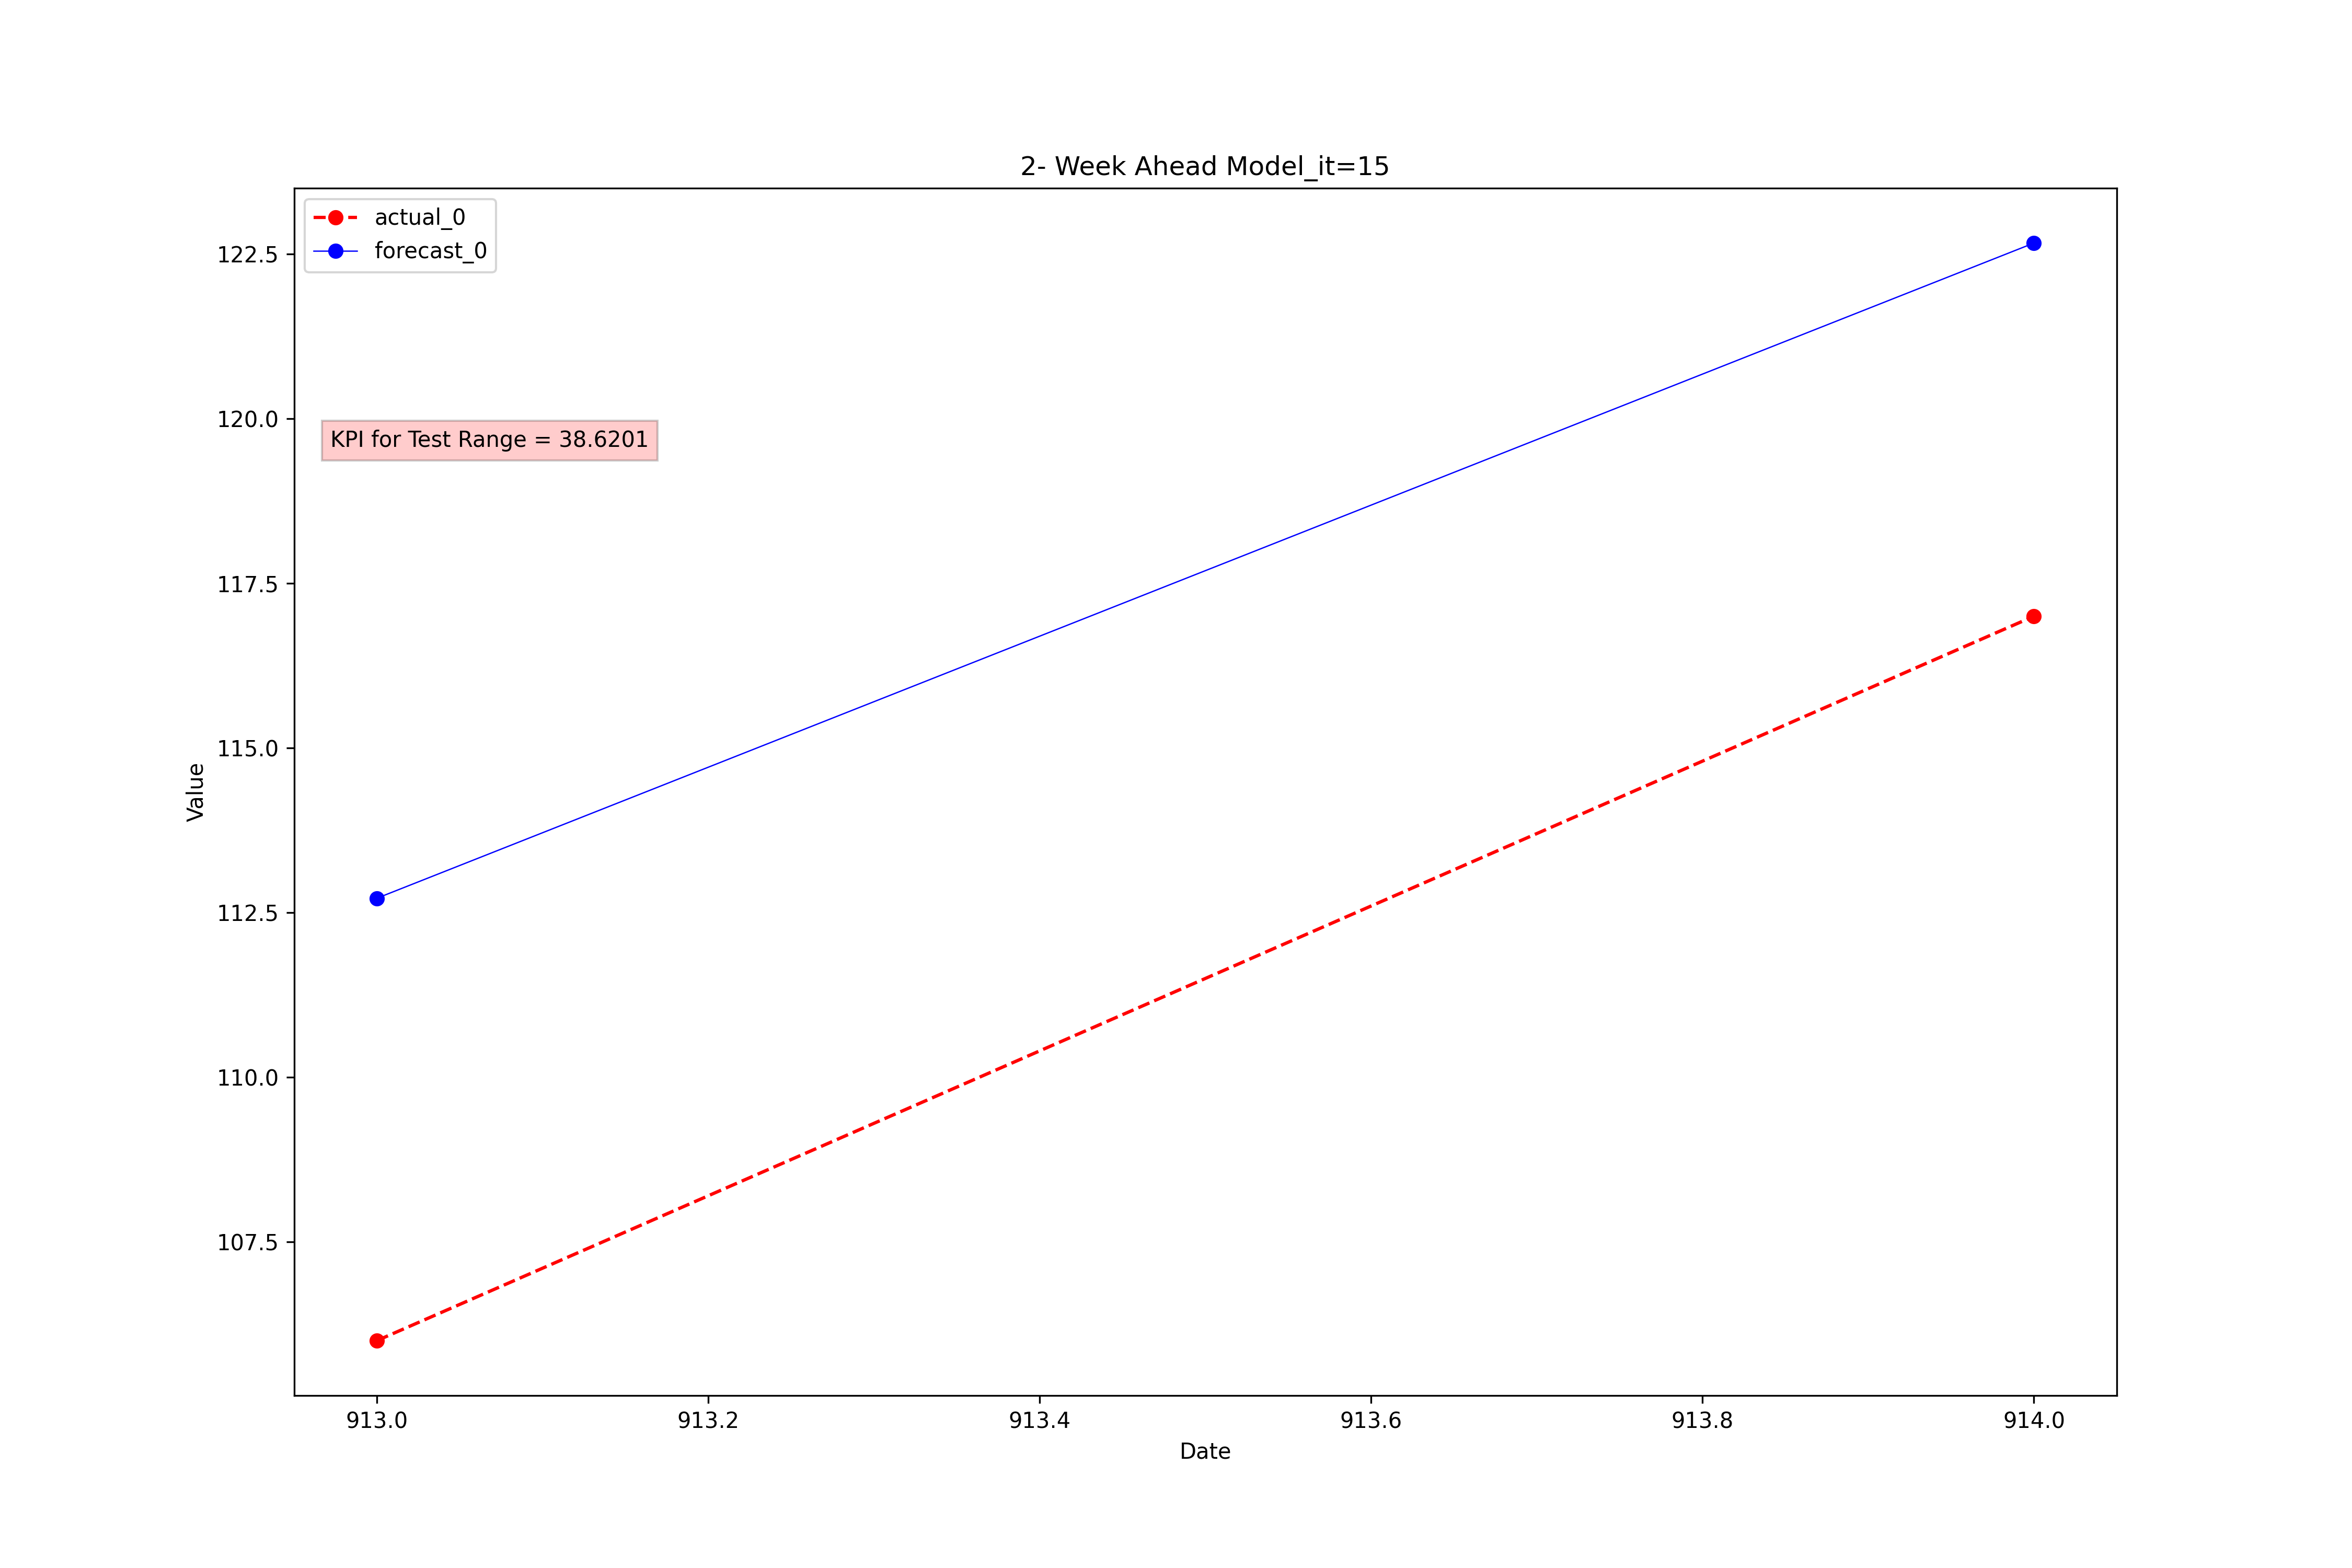 2- Week Ahead Model_it=15
actual_0
forecast_0
122.5
120.0
KPI for Test Range = 38.6201
117.5
115.0
Value
112.5
110.0
107.5
913.0 913.2 913.4 913.6 913.8 914.0
Date